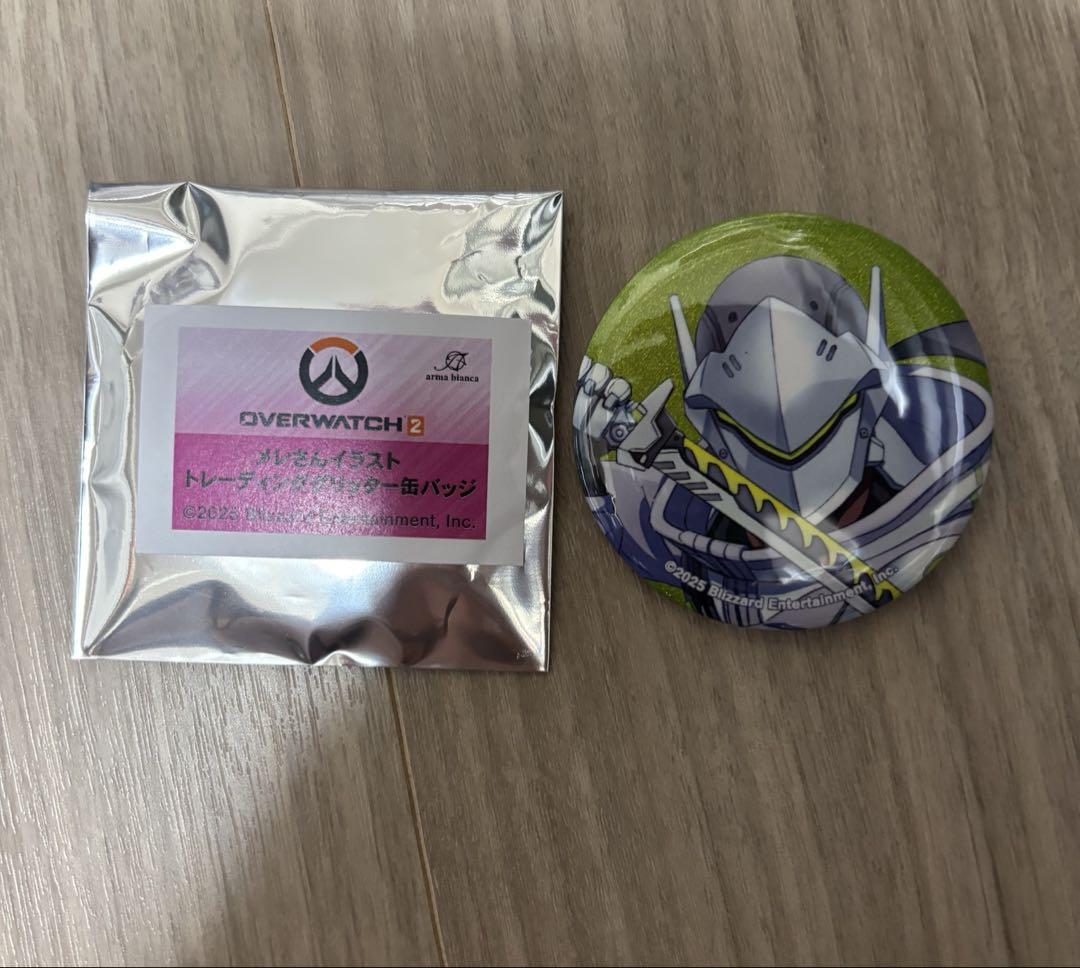 arma bianca
OVERWATCH 2
メレさんイラスト
トレーディンググリッター缶バッジ
©2025 Blizzard Entertainment, Inc.
©2025 Blizzard Entertainment, Inc.